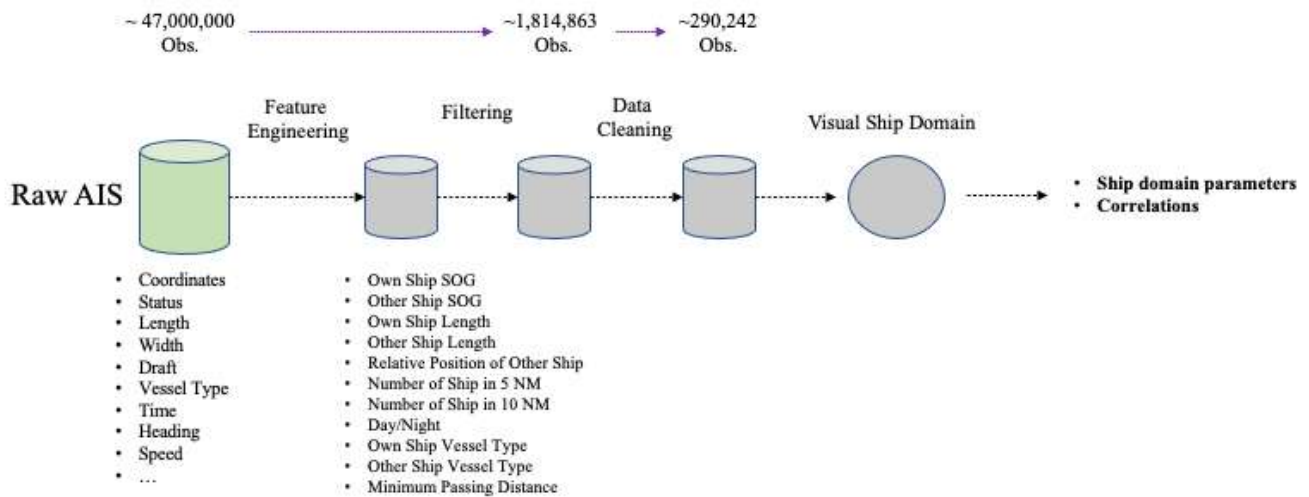 ~ 47,000,000
Obs.
~1,814,863
Obs.
~290,242
Obs.
Feature
Engineering
Filtering
Data
Cleaning
Visual Ship Domain
Raw AIS
• Ship domain parameters
• Correlations
• Coordinates
• Status
• Length
• Width
• Draft
• Vessel Type
• Time
• Heading
• Speed
• ...
• Own Ship SOG
• Other Ship SOG
• Own Ship Length
• Other Ship Length
• Relative Position of Other Ship
• Number of Ship in 5 NM
• Number of Ship in 10 NM
• Day/Night
• Own Ship Vessel Type
• Other Ship Vessel Type
• Minimum Passing Distance